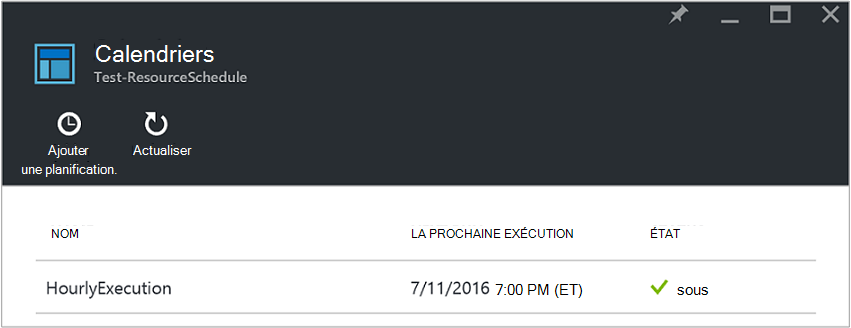 Calendriers
Test-ResourceSchedule
Ajouter
une planification.
Actualiser
NOM LA PROCHAINE EXÉCUTION ÉTAT
HourlyExecution 7/11/2016 7:00 PM (ET) sous